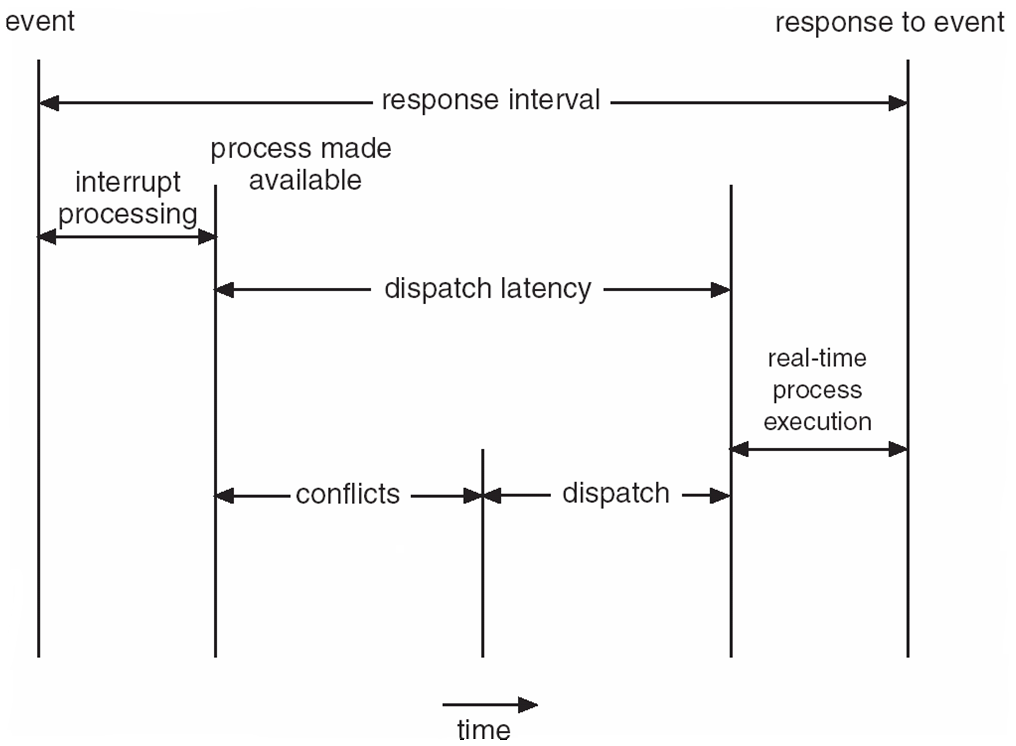 event
response to event
response interval
process made
available
interrupt
processing
dispatch latency
real-time
process
execution
conflicts
dispatch
time